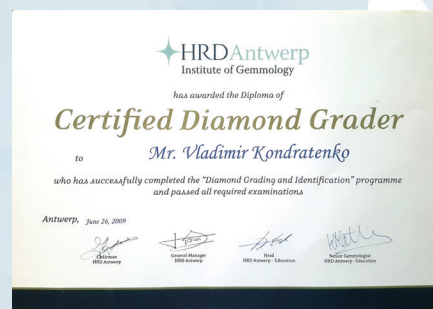 HRDAntwerp
Institute of Gemmology
has awarded the Diploma of
Certified Diamond Grader
to Mr. Vladimir Kondratenko
who has successfully completed the "Diamond Grading and Identification" programme
and passed all required examinations
Antwerp, June 26, 2009
Chairman General Manager Head Senior Gemmologist
HRD Antwerp HRD Antwerp HRD Antwerp - Education HRD Antwerp - Education